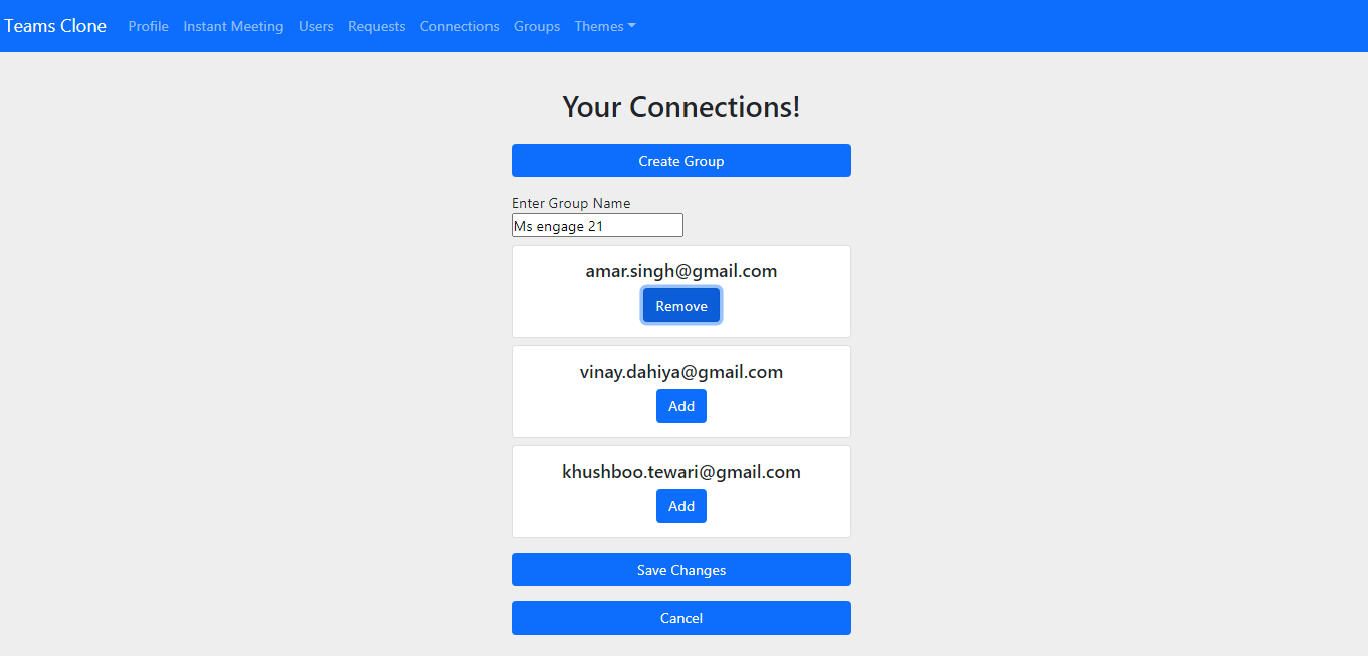 Teams Clone Profile Instant Meeting Users Requests Connections Groups Themes
Your Connections!
Create Group
Enter Group Name
Ms engage 21
amar.singh@gmail.com
Remove
vinay.dahiya@gmail.com
Add
khushboo.tewari@gmail.com
Add
Save Changes
Cancel